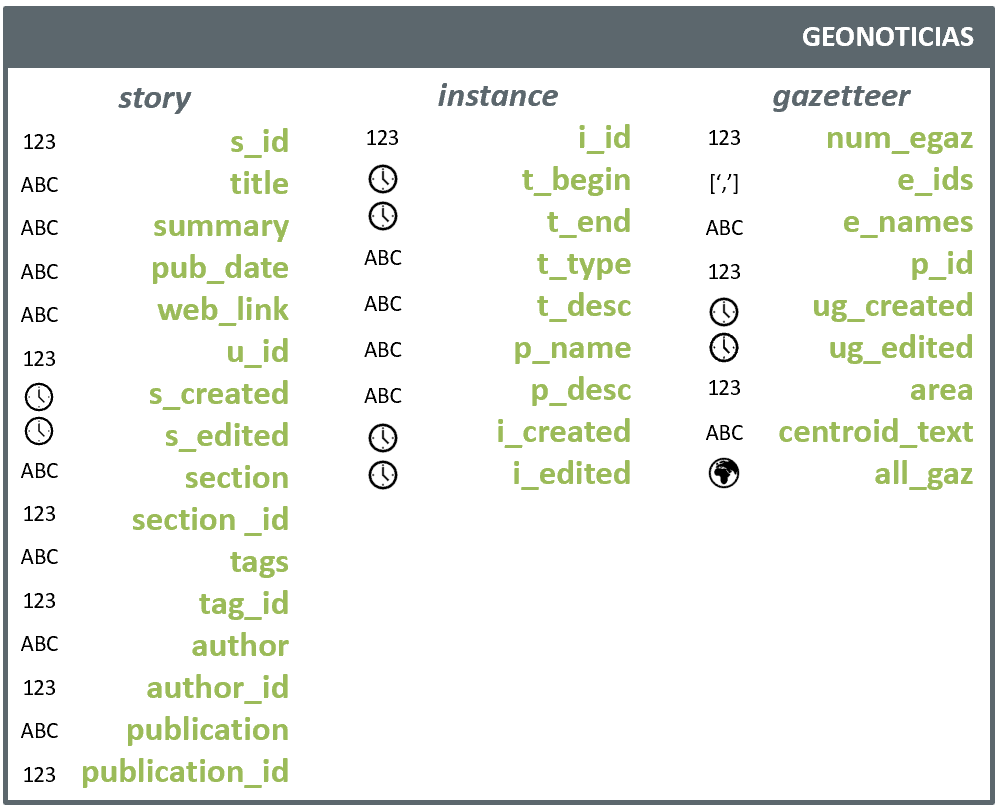 GEONOTICIAS
story
123 s_id
ABC title
ABC summary
ABC pub_date
ABC web_link
123 u_id
s_created
s_edited
ABC section
123 section _id
ABC tags
123 tag_id
ABC author
123 author_id
ABC publication
123 publication_id
instance
123 i_id
t_begin
t_end
ABC t_type
ABC t_desc
ABC p_name
ABC p_desc
i_created
i_edited
gazetteer
123 num_egaz
[‘,’] e_ids
ABC e_names
123 p_id
ug_created
ug_edited
123 area
ABC centroid_text
all_gaz